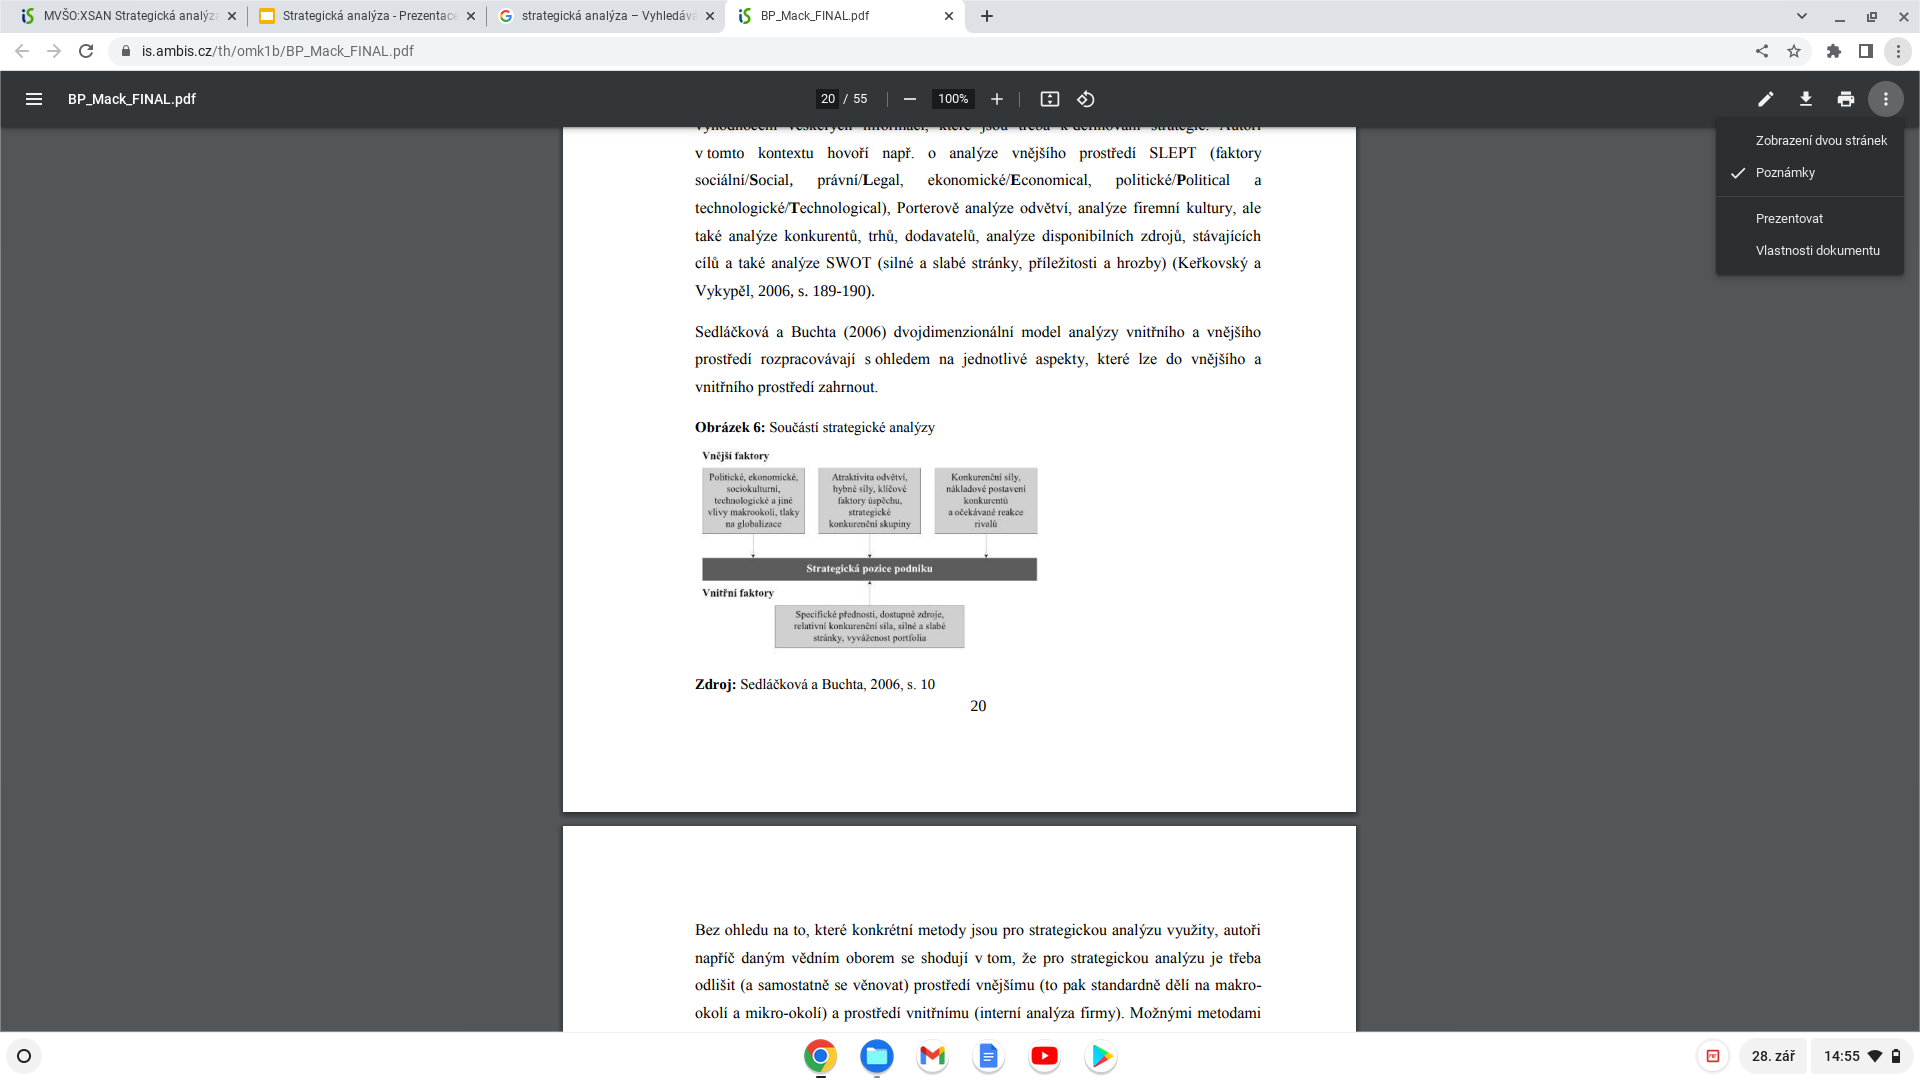 MVŠO:XSAN Strategická analýz
Strategická analýza - Prezentace
strategická analýza – Vyhledává
BP_Mack_FINAL.pdf
is.ambis.cz/th/omk1b/BP_Mack_FINAL.pdf
BP_Mack_FINAL.pdf
20 / 55
100%
Zobrazení dvou stránek
Poznámky
Prezentovat
Vlastnosti dokumentu
vyhodnocení veškerých informací, které jsou třeba k definování strategie. Autoři
v tomto kontextu hovoří např. o analýze vnějšího prostředí SLEPT (faktory
sociální/Social, právní/Legal, ekonomické/Economical, politické/Political a
technologické/Technological), Porterově analýze odvětví, analýze firemní kultury, ale
také analýze konkurentů, trhů, dodavatelů, analýze disponibilních zdrojů, stávajících
cílů a také analýze SWOT (silné a slabé stránky, příležitosti a hrozby) (Keřkovský a
Vykypěl, 2006, s. 189-190).
Sedláčková a Buchta (2006) dvojdimenzionální model analýzy vnitřního a vnějšího
prostředí rozpracovávají s ohledem na jednotlivé aspekty, které lze do vnějšího a
vnitřního prostředí zahrnout.
Obrázek 6: Součástí strategické analýzy
Vnější faktory
Politické, ekonomické,
sociokulturní,
technologické a jiné
vlivy makrookolí, tlaky
na globalizace
Atraktivita odvětví,
hybné síly, klíčové
faktory úspěchu,
strategické
konkurenční skupiny
Konkurenční síly,
nákladové postavení
konkurentů
a očekávané reakce
rivalů
Strategická pozice podniku
Vnitřní faktory
Specifické přednosti, dostupné zdroje,
relativní konkurenční síla, silné a slabé
stránky, vyváženost portfolia
Zdroj: Sedláčková a Buchta, 2006, s. 10
20
Bez ohledu na to, které konkrétní metody jsou pro strategickou analýzu využity, autoři
napříč daným vědním oborem se shodují v tom, že pro strategickou analýzu je třeba
odlišit (a samostatně se věnovat) prostředí vnějšímu (to pak standardně dělí na makro-
okolí a mikro-okolí) a prostředí vnitřnímu (interní analýza firmy). Možnými metodami
28. zář
14:55